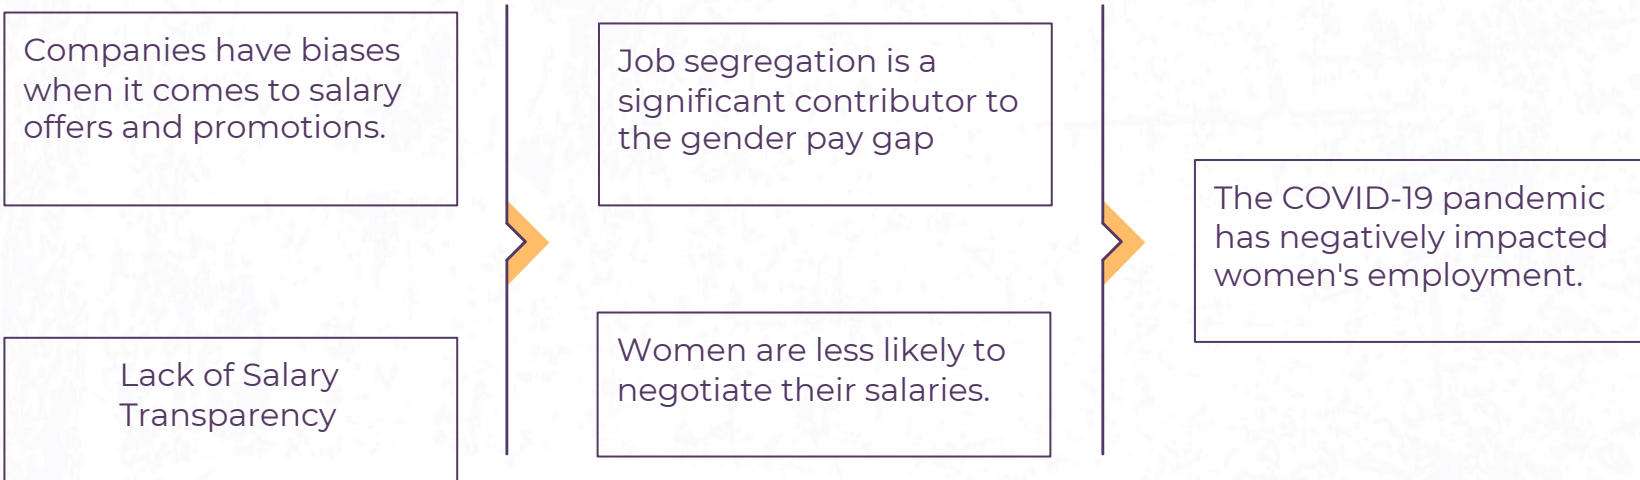 Companies have biases
when it comes to salary
offers and promotions.
Lack of Salary
Transparency
Job segregation is a
significant contributor to
the gender pay gap
Women are less likely to
negotiate their salaries.
The COVID-19 pandemic
has negatively impacted
women's employment.